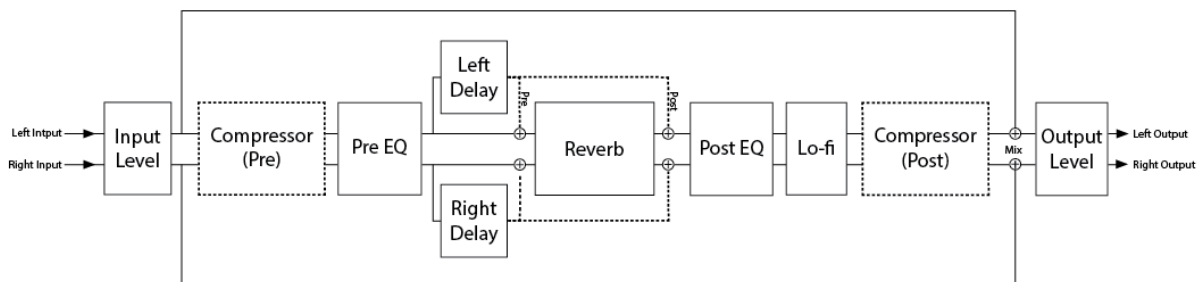 Left Intput
Right Input
Input
Level
Compressor
(Pre)
Pre EQ
Left
Delay
Right
Delay
Pre
Reverb
Post
Post EQ
Lo-fi
Compressor
(Post)
Mix
Output
Level
Left Output
Right Output